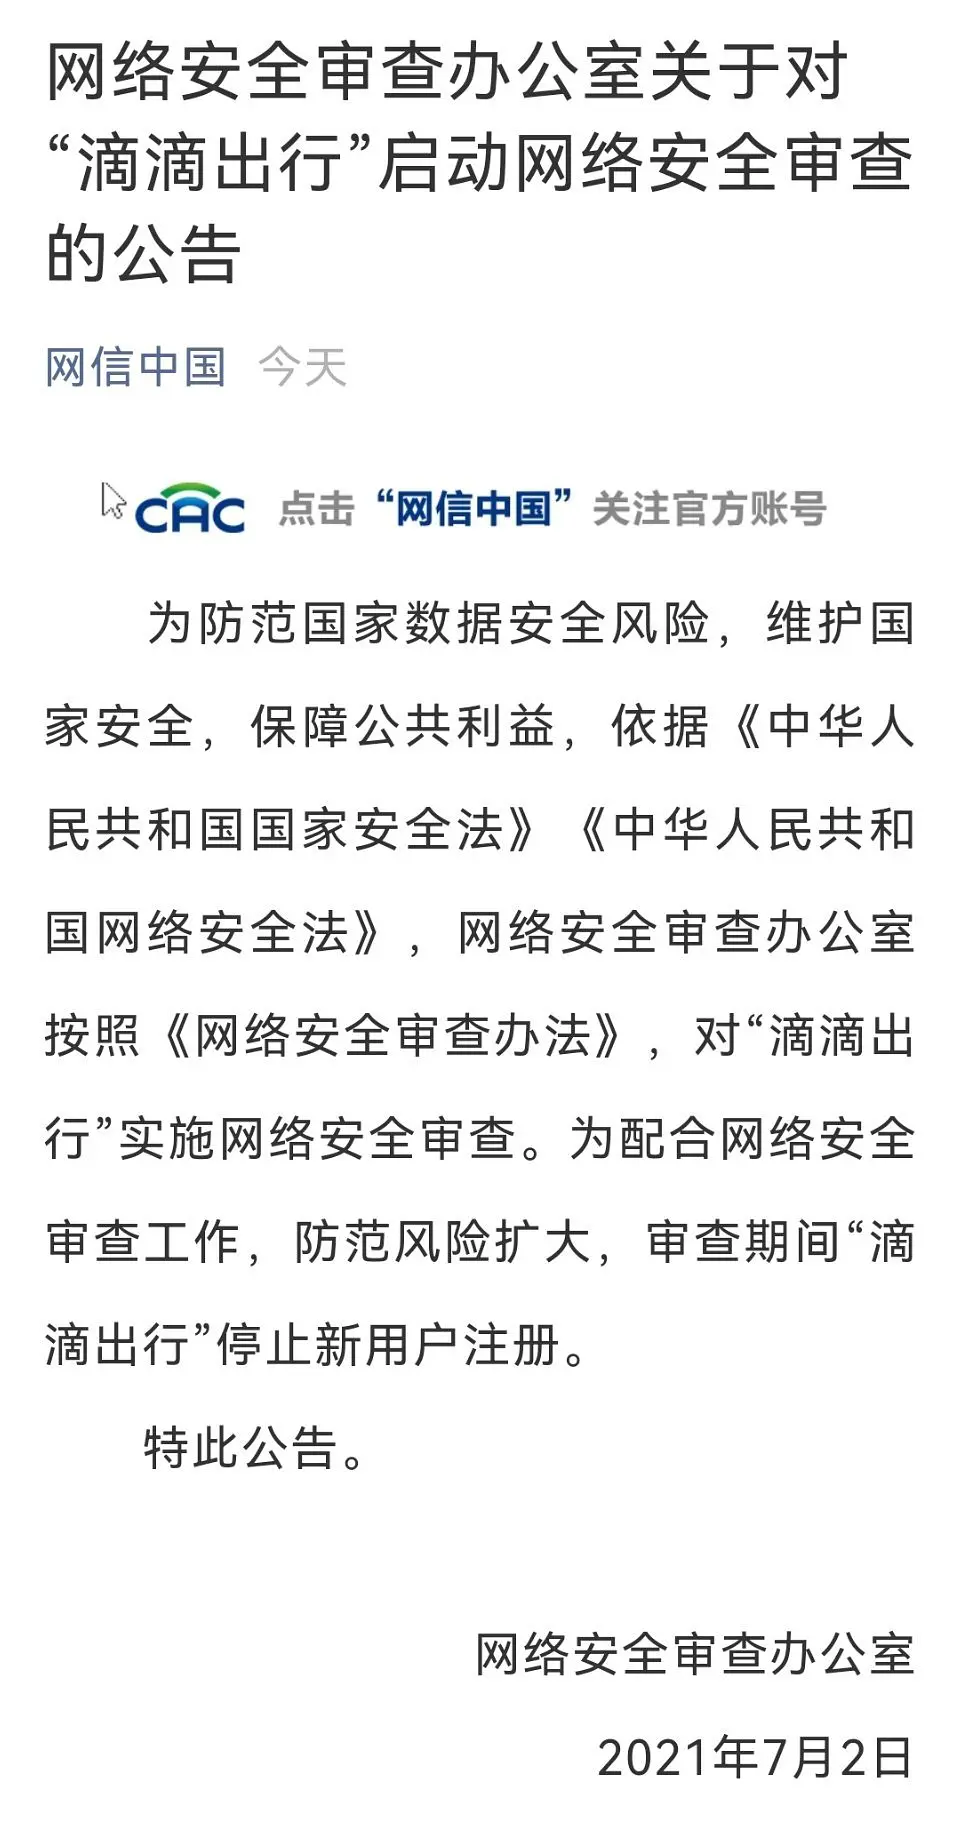 网络安全审查办公室关于对
“滴滴出行”启动网络安全审查
的公告
网信中国 今天
CAC 点击“网信中国”关注官方账号
为防范国家数据安全风险，维护国
家安全，保障公共利益，依据《中华人
民共和国国家安全法》《中华人民共和
国网络安全法》，网络安全审查办公室
按照《网络安全审查办法》，对“滴滴出
行”实施网络安全审查。为配合网络安全
审查工作，防范风险扩大，审查期间“滴
滴出行”停止新用户注册。
特此公告。
网络安全审查办公室
2021年7月2日